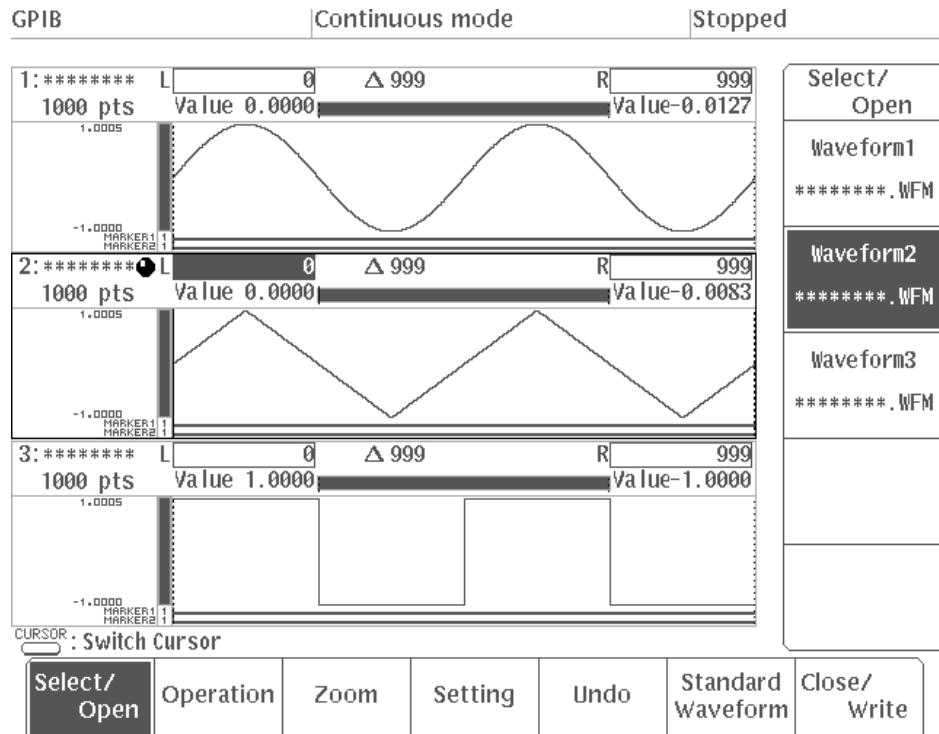 GPIB Continuous mode Stopped
1:******** L 0 Δ 999 R 999
1000 pts Value 0.0000 Value-0.0127
1.0005
-1.0000
MARKER1 1
MARKER2 1
2:******** L 0 Δ 999 R 999
1000 pts Value 0.0000 Value-0.0083
1.0005
-1.0000
MARKER1 1
MARKER2 1
3:******** L 0 Δ 999 R 999
1000 pts Value 1.0000 Value-1.0000
1.0005
-1.0000
MARKER1 1
MARKER2 1
CURSOR : Switch Cursor
Select/
Open
Waveform1
********.WFM
Waveform2
********.WFM
Waveform3
********.WFM
Select/
Open
Operation
Zoom
Setting
Undo
Standard
Waveform
Close/
Write